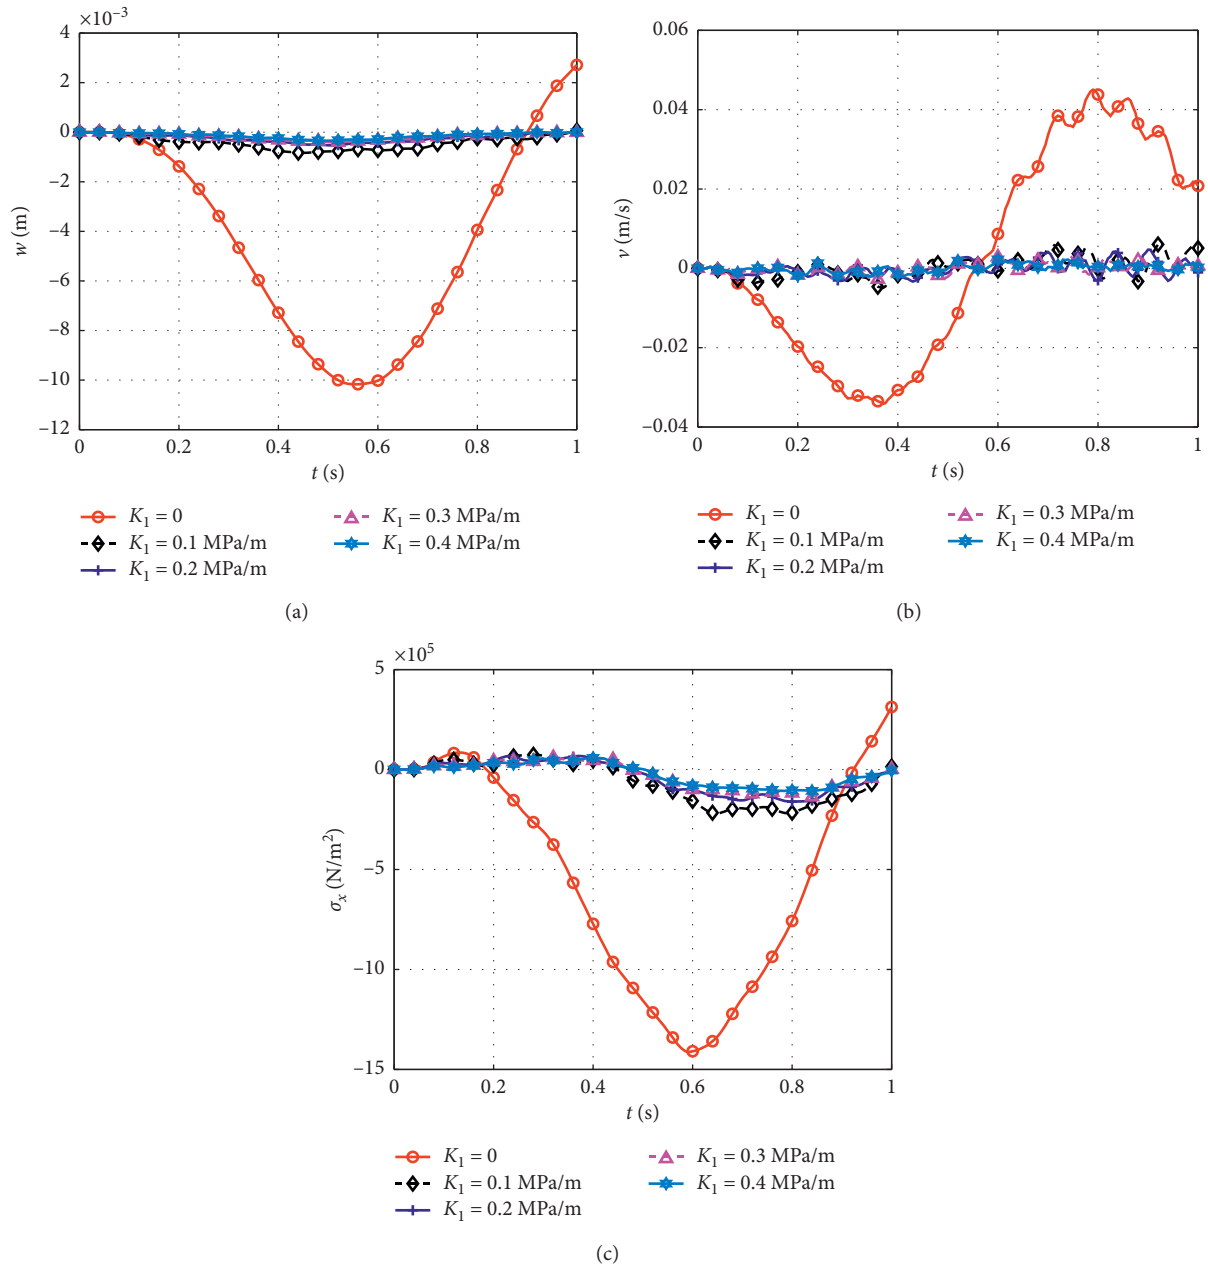 ×10⁻³
4
2
0
−2
−4
−6
−8
−10
−12
w (m)
0 0.2 0.4 0.6 0.8 1
t (s)
K₁ = 0
K₁ = 0.1 MPa/m
K₁ = 0.2 MPa/m
K₁ = 0.3 MPa/m
K₁ = 0.4 MPa/m
(a)
0.06
0.04
0.02
0
−0.02
−0.04
v (m/s)
0 0.2 0.4 0.6 0.8 1
t (s)
K₁ = 0
K₁ = 0.1 MPa/m
K₁ = 0.2 MPa/m
K₁ = 0.3 MPa/m
K₁ = 0.4 MPa/m
(b)
×10⁵
5
0
−5
−10
−15
σₓ (N/m²)
0 0.2 0.4 0.6 0.8 1
t (s)
K₁ = 0
K₁ = 0.1 MPa/m
K₁ = 0.2 MPa/m
K₁ = 0.3 MPa/m
K₁ = 0.4 MPa/m
(c)